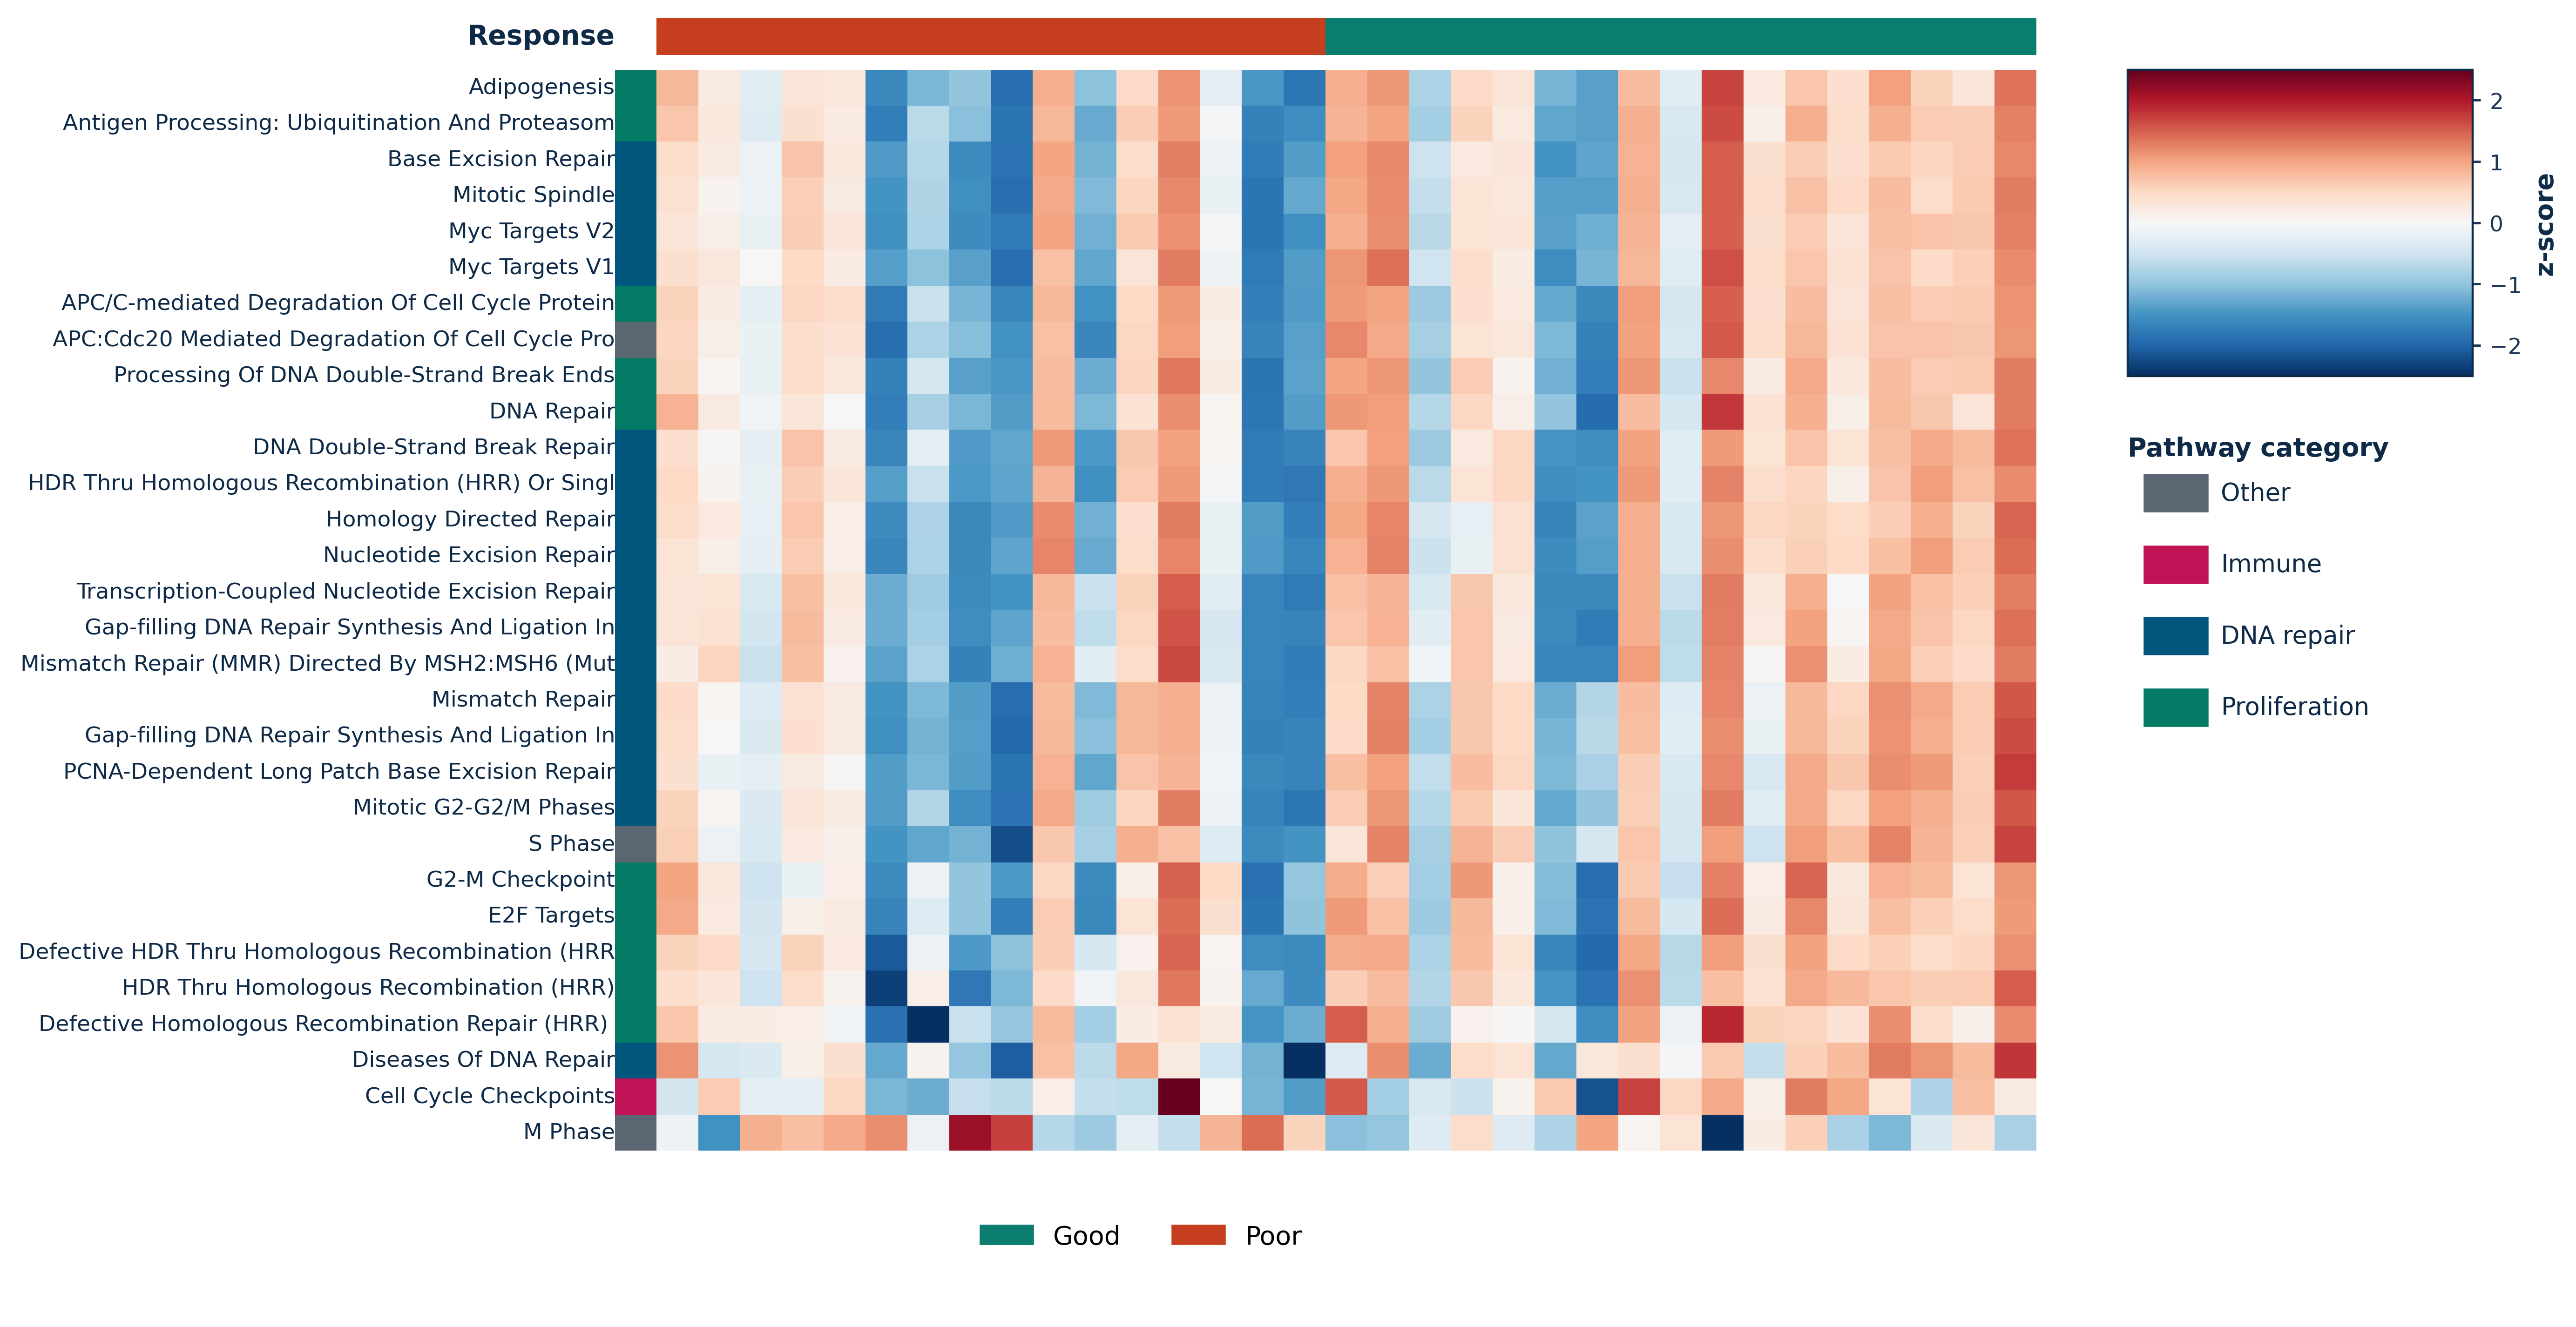 Response
Adipogenesis
Antigen Processing: Ubiquitination And Proteasom
Base Excision Repair
Mitotic Spindle
Myc Targets V2
Myc Targets V1
APC/C-mediated Degradation Of Cell Cycle Protein
APC:Cdc20 Mediated Degradation Of Cell Cycle Pro
Processing Of DNA Double-Strand Break Ends
DNA Repair
DNA Double-Strand Break Repair
HDR Thru Homologous Recombination (HRR) Or Singl
Homology Directed Repair
Nucleotide Excision Repair
Transcription-Coupled Nucleotide Excision Repair
Gap-filling DNA Repair Synthesis And Ligation In
Mismatch Repair (MMR) Directed By MSH2:MSH6 (Mut
Mismatch Repair
Gap-filling DNA Repair Synthesis And Ligation In
PCNA-Dependent Long Patch Base Excision Repair
Mitotic G2-G2/M Phases
S Phase
G2-M Checkpoint
E2F Targets
Defective HDR Thru Homologous Recombination (HRR
HDR Thru Homologous Recombination (HRR)
Defective Homologous Recombination Repair (HRR)
Diseases Of DNA Repair
Cell Cycle Checkpoints
M Phase
Good
Poor
2
1
0
−1
−2
z-score
Pathway category
Other
Immune
DNA repair
Proliferation